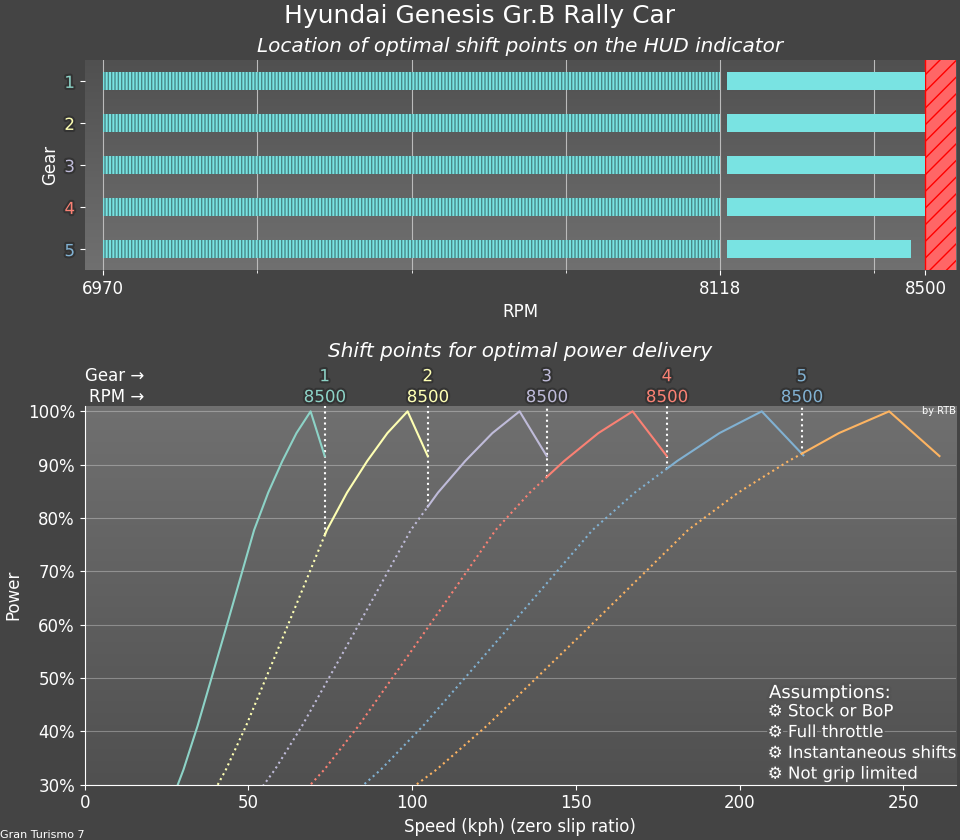 Hyundai Genesis Gr.B Rally Car
Location of optimal shift points on the HUD indicator
Gear
1
2
3
4
5
6970 8118 8500
RPM
Shift points for optimal power delivery
Gear → 1 2 3 4 5
RPM → 8500 8500 8500 8500 8500
by RTB
Power
100%
90%
80%
70%
60%
50%
40%
30%
Assumptions:
⚙ Stock or BoP
⚙ Full throttle
⚙ Instantaneous shifts
⚙ Not grip limited
0 50 100 150 200 250
Speed (kph) (zero slip ratio)
Gran Turismo 7